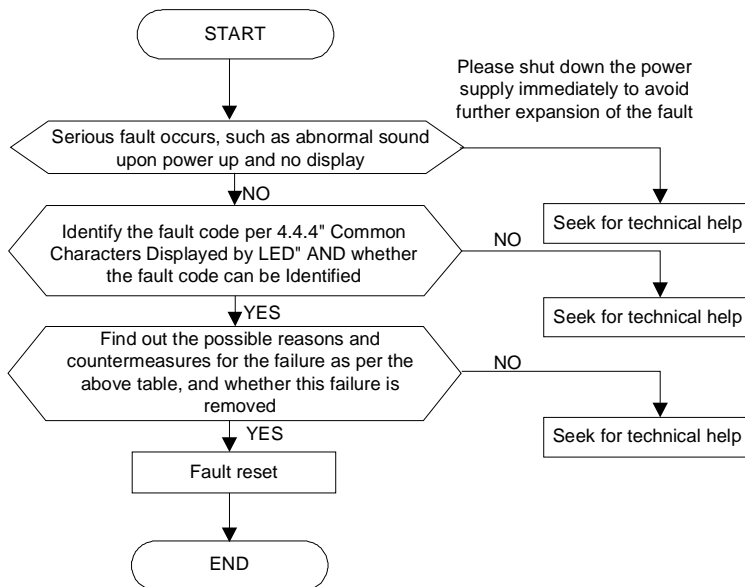 START
Please shut down the power
supply immediately to avoid
further expansion of the fault
Serious fault occurs, such as abnormal sound
upon power up and no display
NO
Seek for technical help
Identify the fault code per 4.4.4" Common
Characters Displayed by LED" AND whether
the fault code can be Identified
NO
YES
Seek for technical help
Find out the possible reasons and
countermeasures for the failure as per the
above table, and whether this failure is
removed
NO
YES
Seek for technical help
Fault reset
END